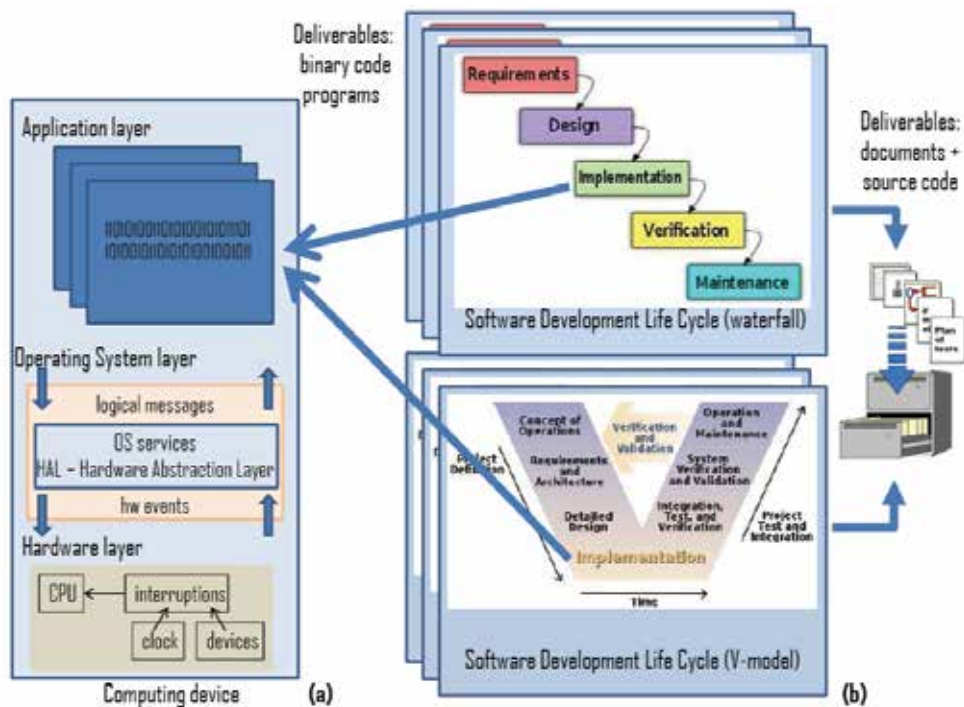 Deliverables:
binary code
programs
Application layer
Operating System layer
logical messages
OS services
HAL – Hardware Abstraction Layer
hw events
Hardware layer
CPU
interruptions
clock
devices
Computing device
(a)
Requirements
Design
Implementation
Verification
Maintenance
Software Development Life Cycle (waterfall)
Deliverables:
documents +
source code
Plan
of
Concept of
Operations
Verification
and
Validation
Operation
and
Maintenance
Project
Definition
Requirements
and
Architecture
System
Verification
and Validation
Detailed
Design
Integration,
Test, and
Verification
Project
Test and
Integration
Implementation
Time
Software Development Life Cycle (V-model)
(b)